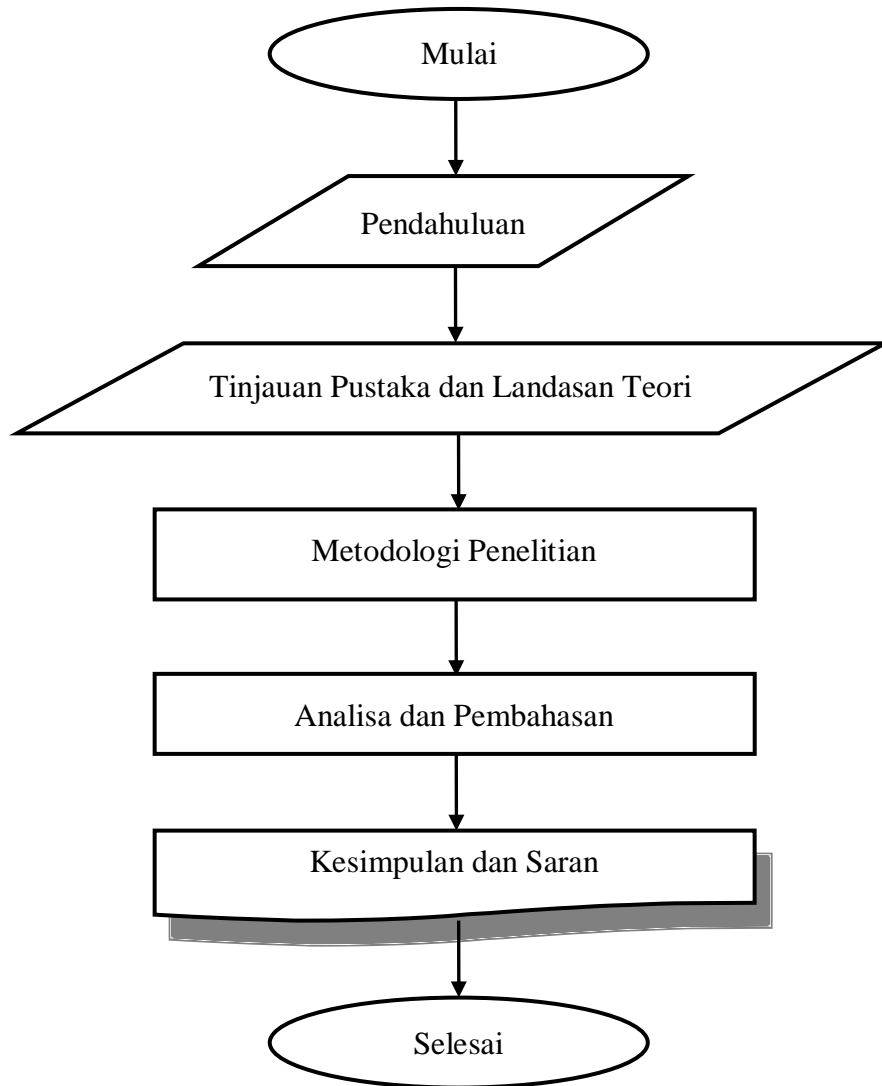 Mulai
Pendahuluan
Tinjauan Pustaka dan Landasan Teori
Metodologi Penelitian
Analisa dan Pembahasan
Kesimpulan dan Saran
Selesai